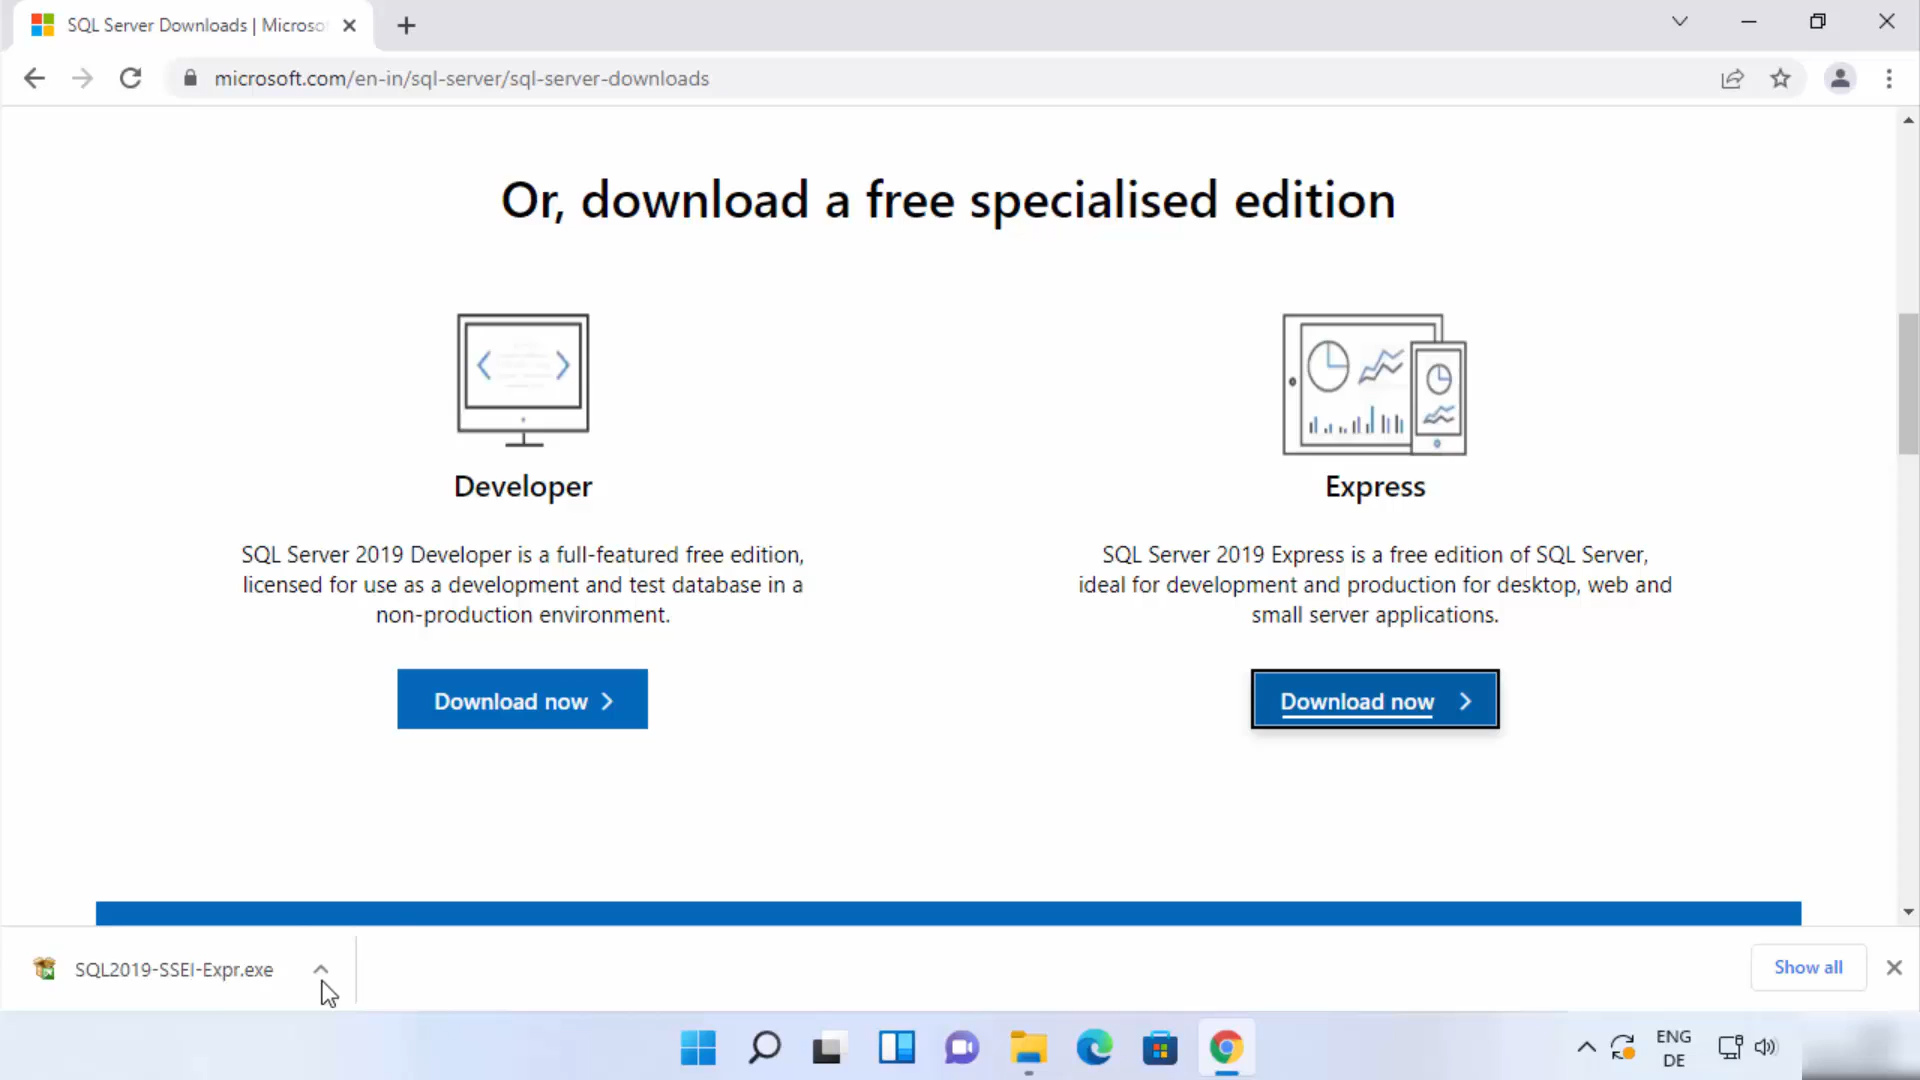 SQL Server Downloads | Microso
microsoft.com/en-in/sql-server/sql-server-downloads
Or, download a free specialised edition
Developer
SQL Server 2019 Developer is a full-featured free edition,
licensed for use as a development and test database in a
non-production environment.
Download now
Express
SQL Server 2019 Express is a free edition of SQL Server,
ideal for development and production for desktop, web and
small server applications.
Download now
SQL2019-SSEI-Expr.exe
Show all
ENG
DE